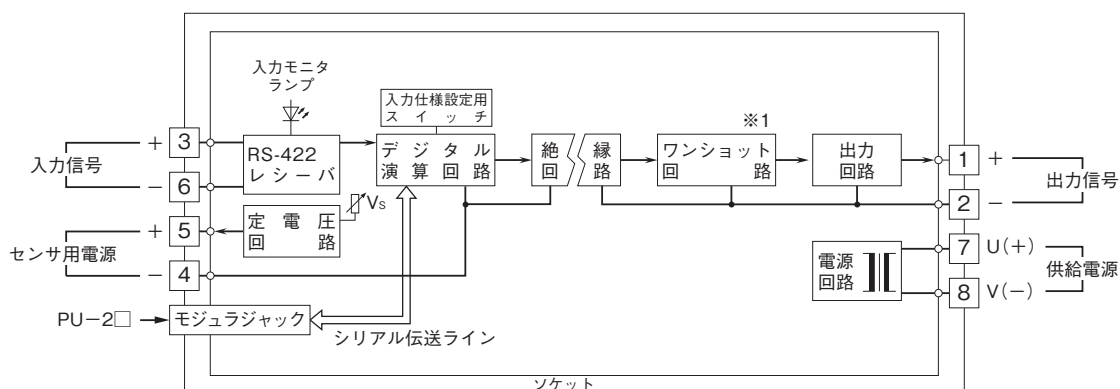 入力モニタ
ランプ
入力仕様設定用
スイッチ
※1
入力信号
+ 3
− 6
RS-422
レシーバ
デジタル
演算回路
絶縁
回路
ワンショット
回路
出力
回路
1 +
2 −
出力信号
センサ用電源
+ 5
− 4
定電圧
回路
Vs
電源
回路
7 U(+)
8 V(−)
供給電源
PU−2□
モジュラジャック
シリアル伝送ライン
ソケット